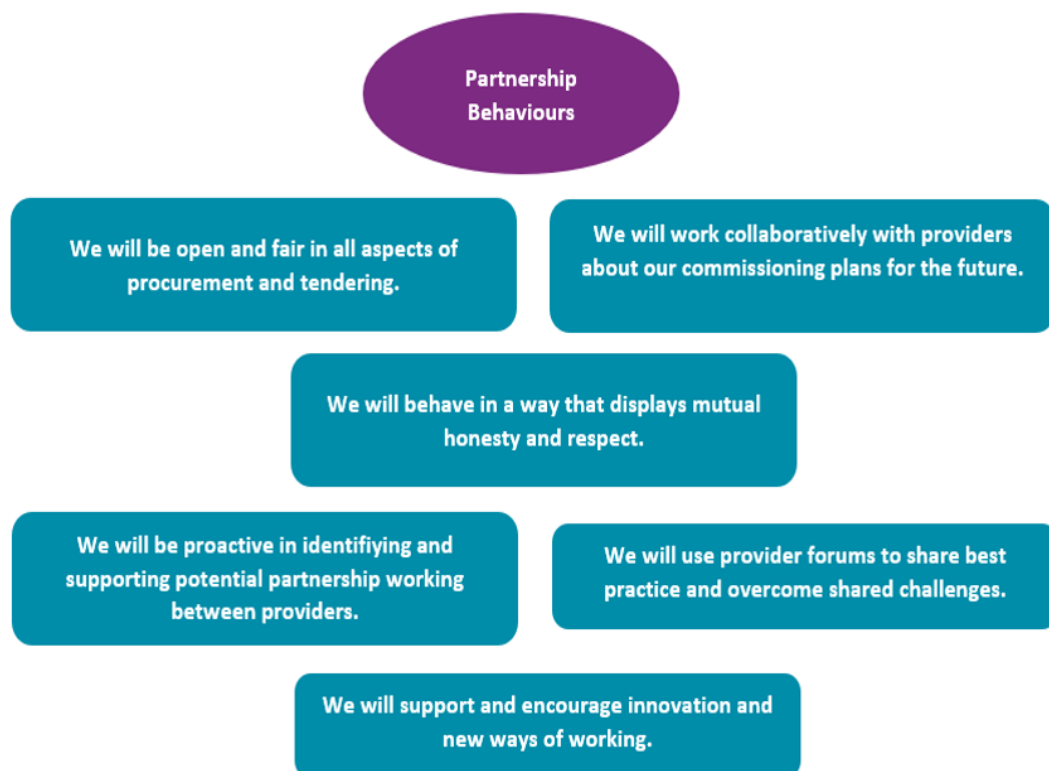 Partnership
Behaviours
We will be open and fair in all aspects of
procurement and tendering.
We will work collaboratively with providers
about our commissioning plans for the future.
We will behave in a way that displays mutual
honesty and respect.
We will be proactive in identifiying and
supporting potential partnership working
between providers.
We will use provider forums to share best
practice and overcome shared challenges.
We will support and encourage innovation and
new ways of working.